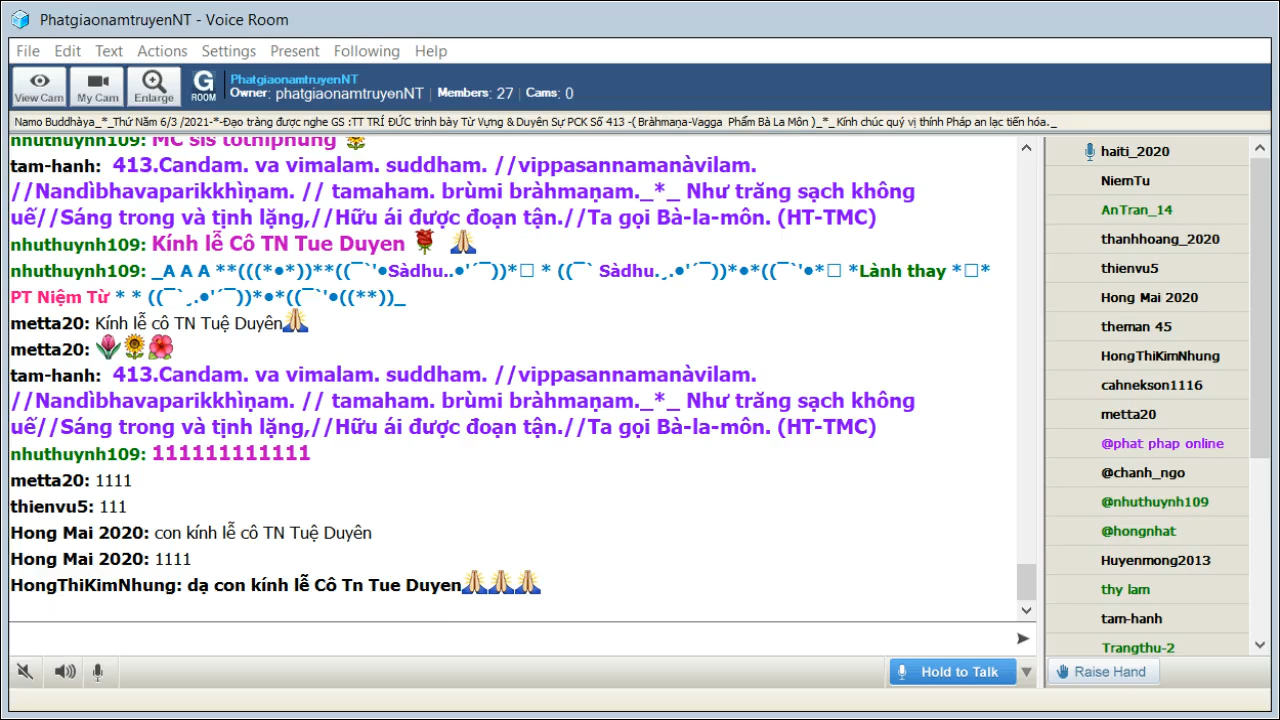 PhatgiaonamtruyenNT - Voice Room
File Edit Text Actions Settings Present Following Help
View Cam My Cam Enlarge G ROOM PhatgiaonamtruyenNT
Owner: phatgiaonamtruyenNT | Members: 27 | Cams: 0
Namo Buddhàya_*_Thứ Năm 6/3 /2021-*-Đạo tràng được nghe GS :TT TRÍ ĐỨC trình bày Từ Vựng & Duyên Sự PCK Số 413 -( Bràhmaṇa-Vagga Phẩm Bà La Môn )_*_ Kính chúc quý vị thính Pháp an lạc tiến hóa._
nhuthuynh109: MC sis tothiphung
tam-hanh: 413.Candam. va vimalam. suddham. //vippasannamanàvilam.
//Nandìbhavaparikkhìṇam. // tamaham. brùmi bràhmaṇam._*_ Như trăng sạch không
uế//Sáng trong và tịnh lặng,//Hữu ái được đoạn tận.//Ta gọi Bà-la-môn. (HT-TMC)
nhuthuynh109: Kính lễ Cô TN Tue Duyen 🌹 🙏
nhuthuynh109: _A A A **(((*•*))**((¯`'•Sàdhu..•'´¯))*□ * ((¯` Sàdhu.¸.•'´¯))*•*((¯`'•*□ *Lành thay *□*
PT Niệm Từ * * ((¯`¸.•'´¯))*•*((¯`'•((**))_
metta20: Kính lễ cô TN Tuệ Duyên🙏
metta20: 🌷🌻🌺
tam-hanh: 413.Candam. va vimalam. suddham. //vippasannamanàvilam.
//Nandìbhavaparikkhìṇam. // tamaham. brùmi bràhmaṇam._*_ Như trăng sạch không
uế//Sáng trong và tịnh lặng,//Hữu ái được đoạn tận.//Ta gọi Bà-la-môn. (HT-TMC)
nhuthuynh109: 111111111111
metta20: 1111
thienvu5: 111
Hong Mai 2020: con kính lễ cô TN Tuệ Duyên
Hong Mai 2020: 1111
HongThiKimNhung: dạ con kính lễ Cô Tn Tue Duyen🙏🙏🙏
haiti_2020
NiemTu
AnTran_14
thanhhoang_2020
thienvu5
Hong Mai 2020
theman 45
HongThiKimNhung
cahnekson1116
metta20
@phat phap online
@chanh_ngo
@nhuthuynh109
@hongnhat
Huyenmong2013
thy lam
tam-hanh
Trangthu-2
Hold to Talk
Raise Hand